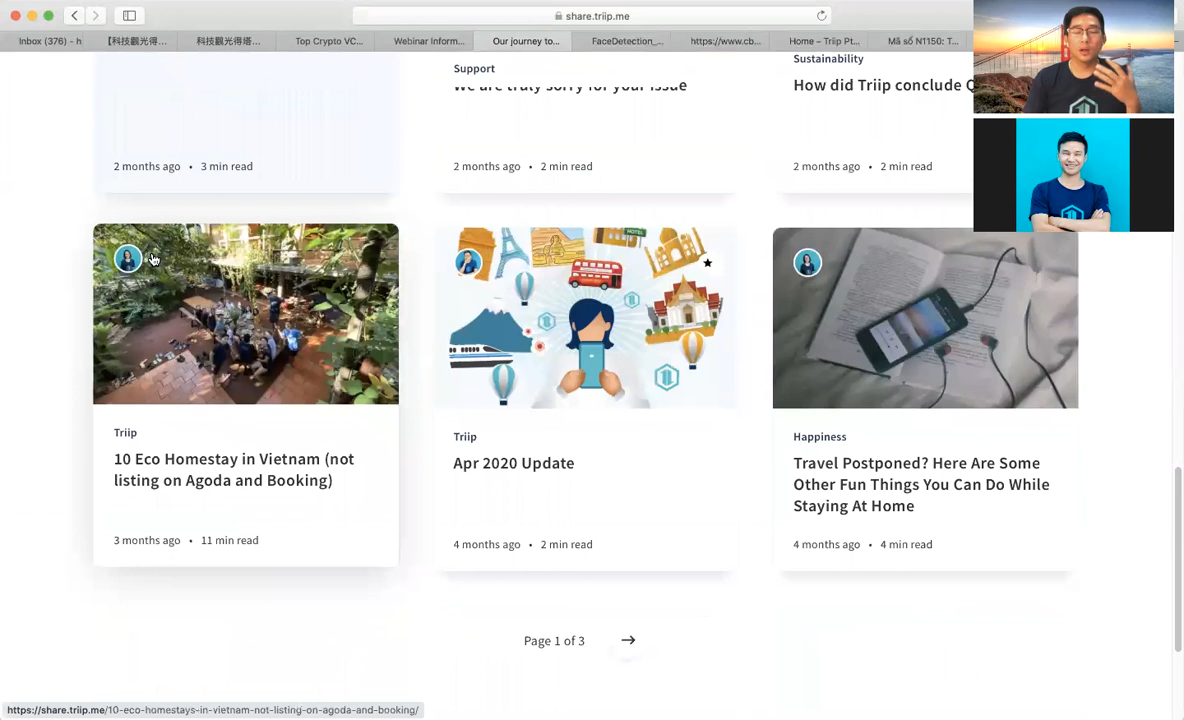 share.triip.me
Inbox (376) – h
【科技觀光得...
科技觀光得塔...
Top Crypto VC...
Webinar Inform...
Our journey to...
FaceDetection_...
https://www.cb...
Home – Triip Pt...
Mã số N1150: T...
Support
We are truly sorry for your issue
Sustainability
How did Triip conclude Q
2 months ago • 3 min read
2 months ago • 2 min read
2 months ago • 2 min read
HOTEL
Triip
10 Eco Homestay in Vietnam (not
listing on Agoda and Booking)
3 months ago • 11 min read
Triip
Apr 2020 Update
4 months ago • 2 min read
Happiness
Travel Postponed? Here Are Some
Other Fun Things You Can Do While
Staying At Home
4 months ago • 4 min read
Page 1 of 3
https://share.triip.me/10-eco-homestays-in-vietnam-not-listing-on-agoda-and-booking/